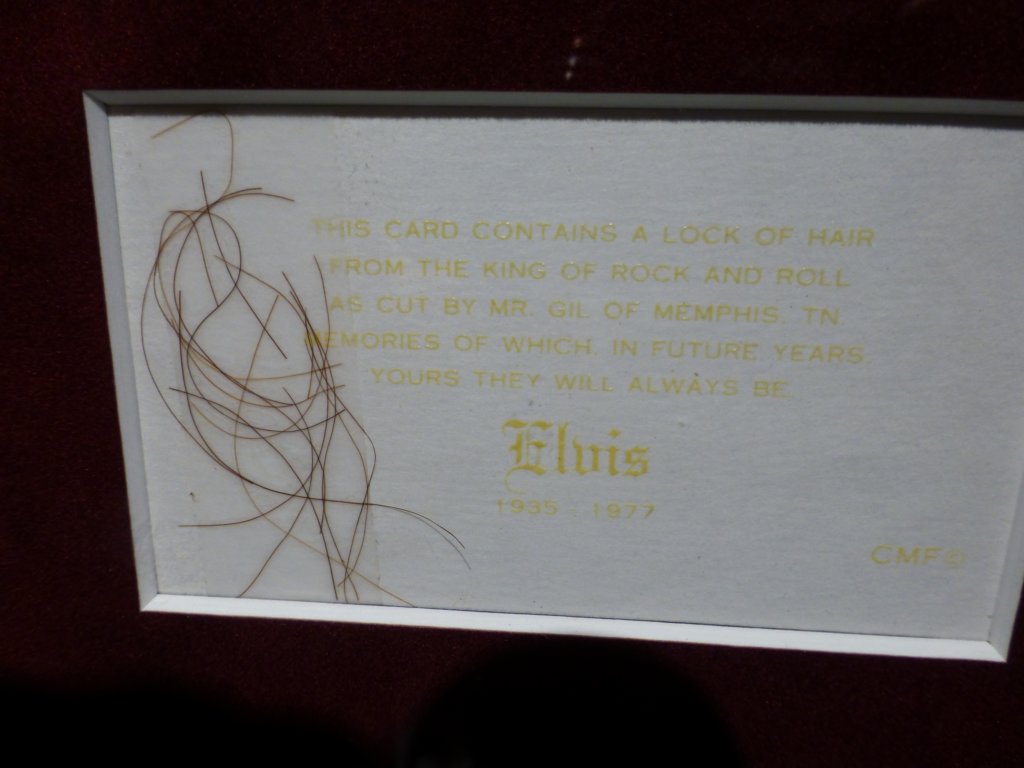 THIS CARD CONTAINS A LOCK OF HAIR
FROM THE KING OF ROCK AND ROLL
AS CUT BY MR. GIL OF MEMPHIS, TN
MEMORIES OF WHICH, IN FUTURE YEARS,
YOURS THEY WILL ALWAYS BE.
Elvis
1935 - 1977
CMF©